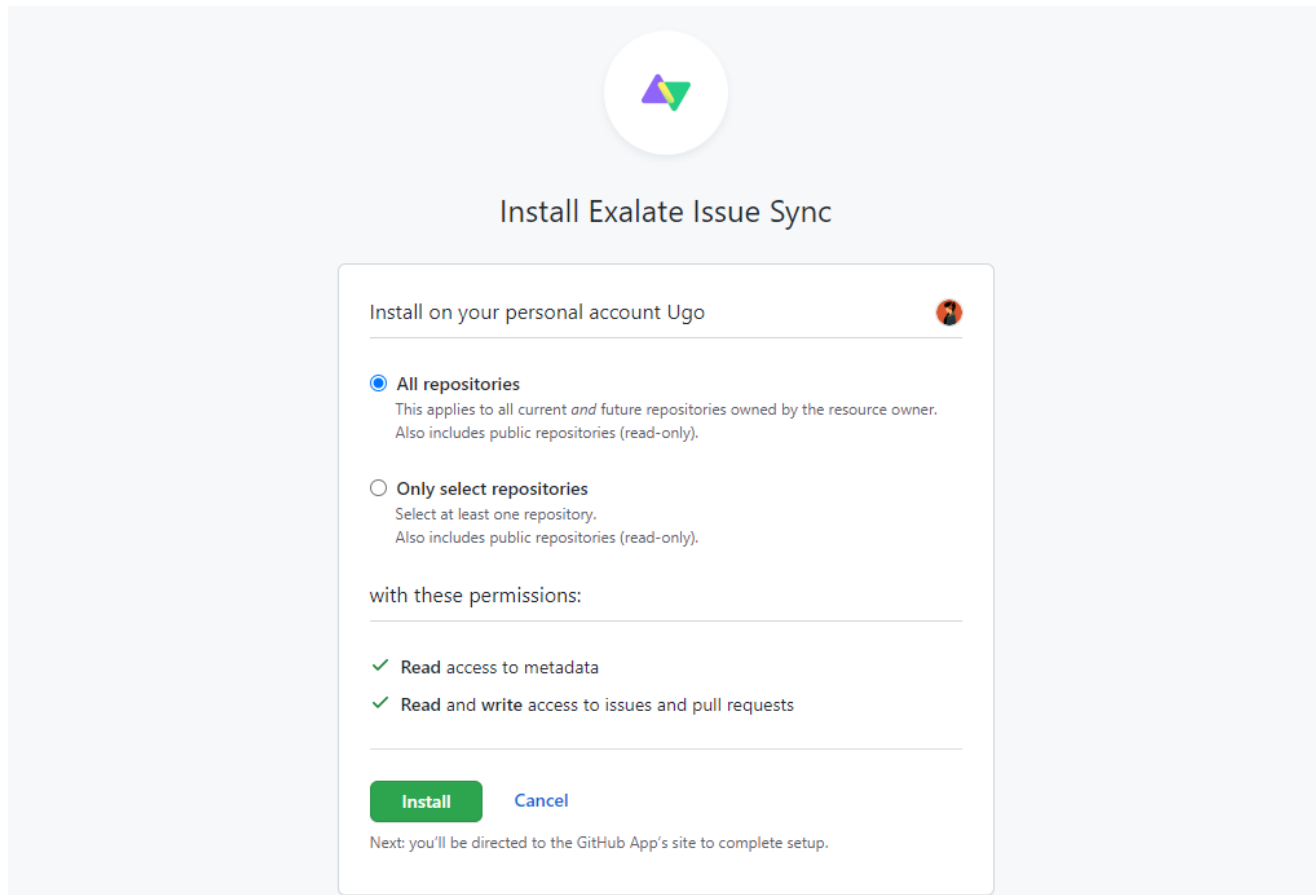 Install Exalate Issue Sync
Install on your personal account Ugo
All repositories
This applies to all current and future repositories owned by the resource owner.
Also includes public repositories (read-only).
Only select repositories
Select at least one repository.
Also includes public repositories (read-only).
with these permissions:
Read access to metadata
Read and write access to issues and pull requests
Install Cancel
Next: you'll be directed to the GitHub App's site to complete setup.